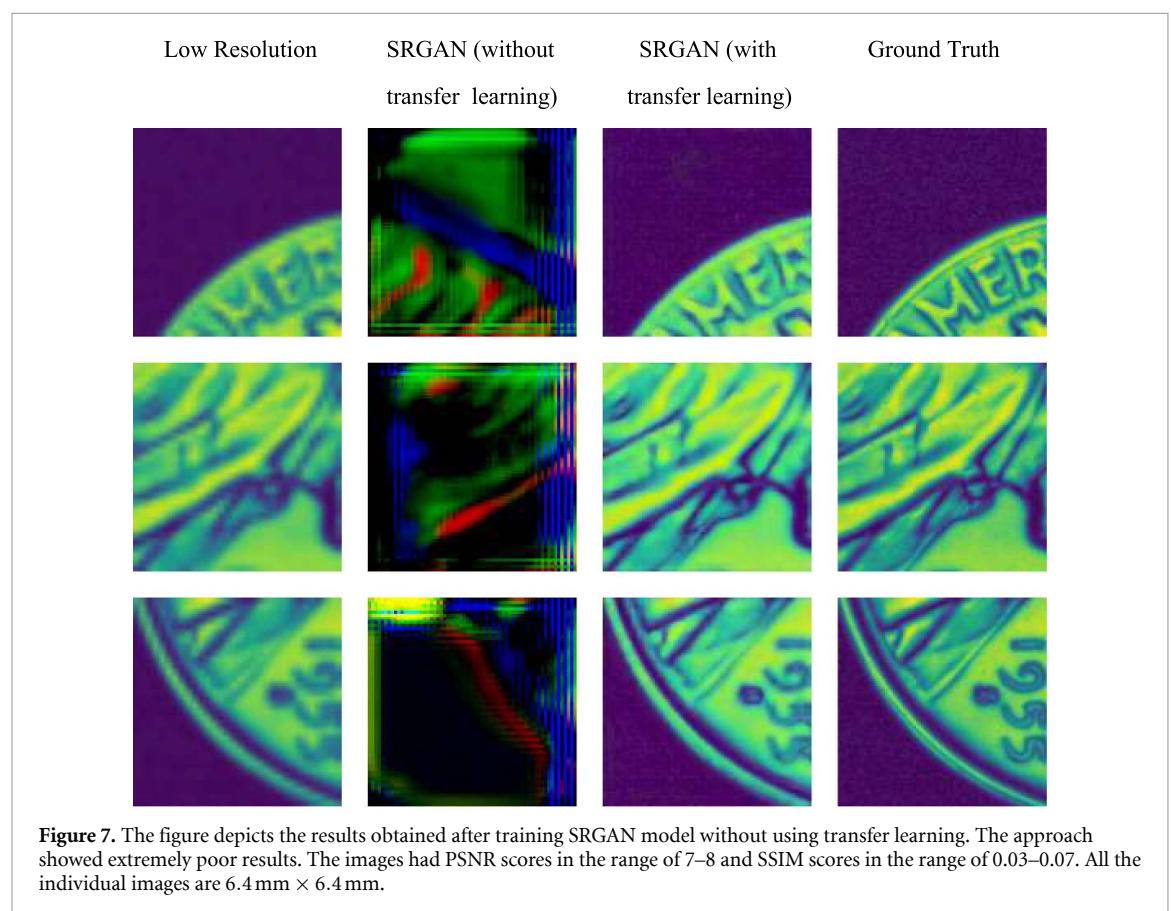 Low Resolution
SRGAN (without
transfer learning)
SRGAN (with
transfer learning)
Ground Truth
AMER
AMER
AMER
Figure 7. The figure depicts the results obtained after training SRGAN model without using transfer learning. The approach
showed extremely poor results. The images had PSNR scores in the range of 7–8 and SSIM scores in the range of 0.03–0.07. All the
individual images are 6.4 mm × 6.4 mm.